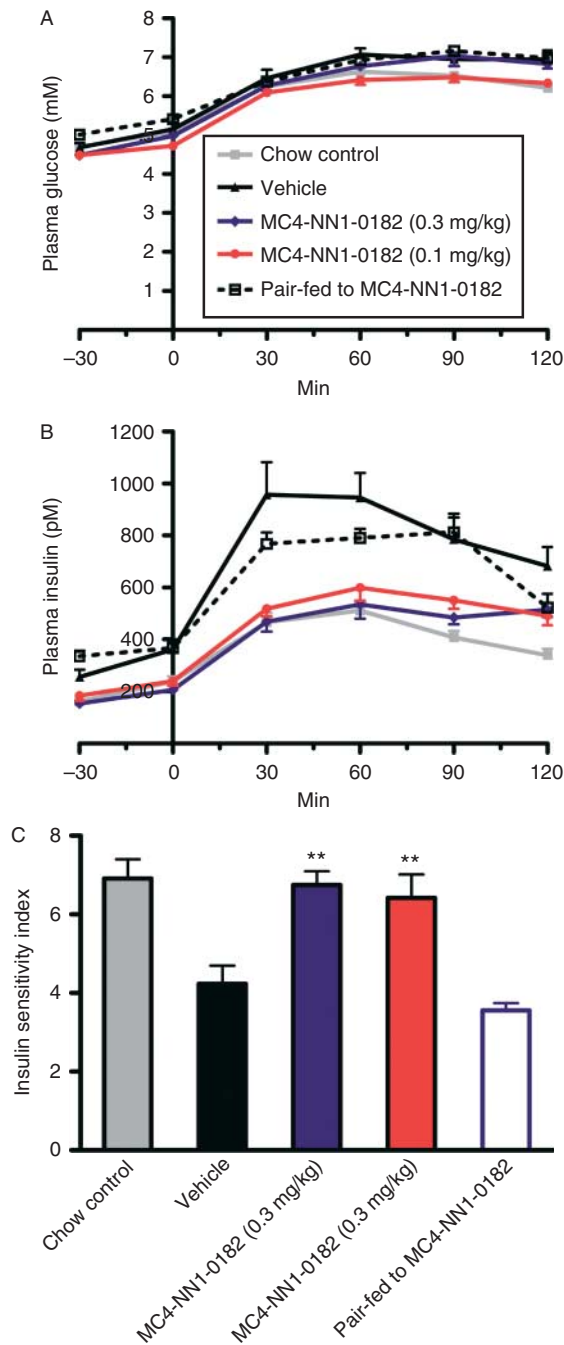 A
Plasma glucose (mM)
8
7
6
5
4
3
2
1
Chow control
Vehicle
MC4-NN1-0182 (0.3 mg/kg)
MC4-NN1-0182 (0.1 mg/kg)
Pair-fed to MC4-NN1-0182
–30
0
30
60
90
120
Min
B
Plasma insulin (pM)
1200
1000
800
600
400
200
–30
0
30
60
90
120
Min
C
Insulin sensitivity index
8
6
4
2
0
**
**
Chow control
Vehicle
MC4-NN1-0182 (0.3 mg/kg)
MC4-NN1-0182 (0.3 mg/kg)
Pair-fed to MC4-NN1-0182